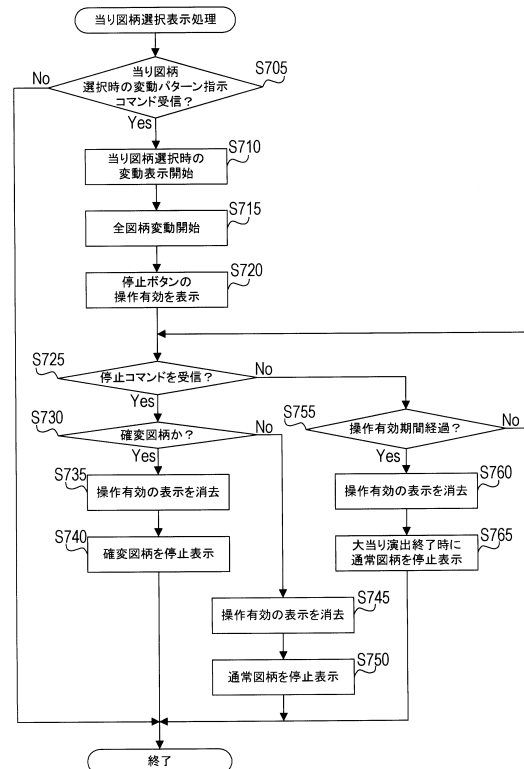 当り図柄選択表示処理
S705
当り図柄
選択時の変動パターン指示
コマンド受信？
No
Yes
S710
当り図柄選択時の
変動表示開始
S715
全図柄変動開始
S720
停止ボタンの
操作有効を表示
S725
停止コマンドを受信？
No
Yes
S730
確変図柄か？
No
Yes
S755
操作有効期間経過？
No
Yes
S735
操作有効の表示を消去
S760
操作有効の表示を消去
S740
確変図柄を停止表示
S765
大当り演出終了時に
通常図柄を停止表示
S745
操作有効の表示を消去
S750
通常図柄を停止表示
終了